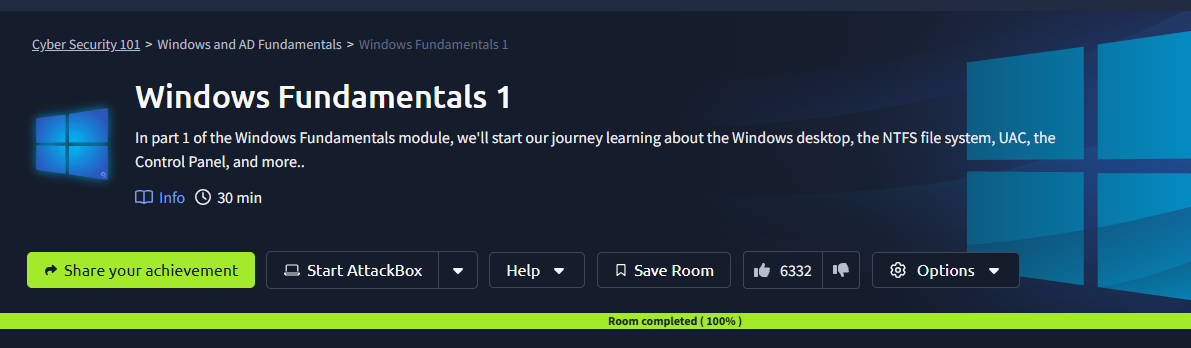 Cyber Security 101 > Windows and AD Fundamentals > Windows Fundamentals 1
Windows Fundamentals 1
In part 1 of the Windows Fundamentals module, we'll start our journey learning about the Windows desktop, the NTFS file system, UAC, the
Control Panel, and more..
Info 30 min
Share your achievement Start AttackBox Help Save Room 6332 Options
Room completed ( 100% )